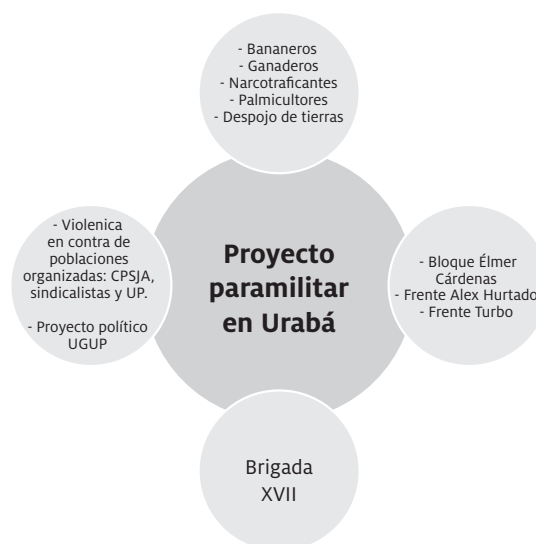 - Bananeros
- Ganaderos
- Narcotraficantes
- Palmicultores
- Despojo de tierras
- Violenica
en contra de
poblaciones
organizadas: CPSJA,
sindicalistas y UP.
- Proyecto político
UGUP
Proyecto
paramilitar
en Urabá
- Bloque Élmer
Cárdenas
- Frente Alex Hurtado
- Frente Turbo
Brigada
XVII